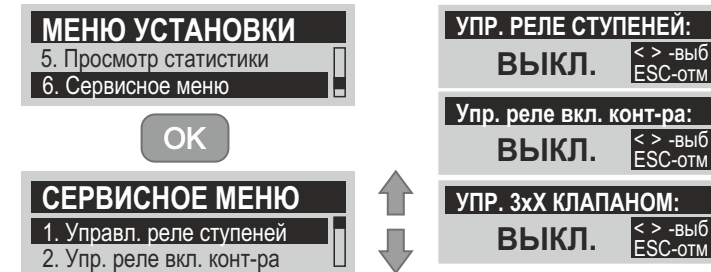 МЕНЮ УСТАНОВКИ
5. Просмотр статистики
6. Сервисное меню
OK
СЕРВИСНОЕ МЕНЮ
1. Управл. реле ступеней
2. Упр. реле вкл. конт-ра
УПР. РЕЛЕ СТУПЕНЕЙ:
ВЫКЛ.
< > -выб
ESC-отм
Упр. реле вкл. конт-ра:
ВЫКЛ.
< > -выб
ESC-отм
УПР. 3хХ КЛАПАНОМ:
ВЫКЛ.
< > -выб
ESC-отм